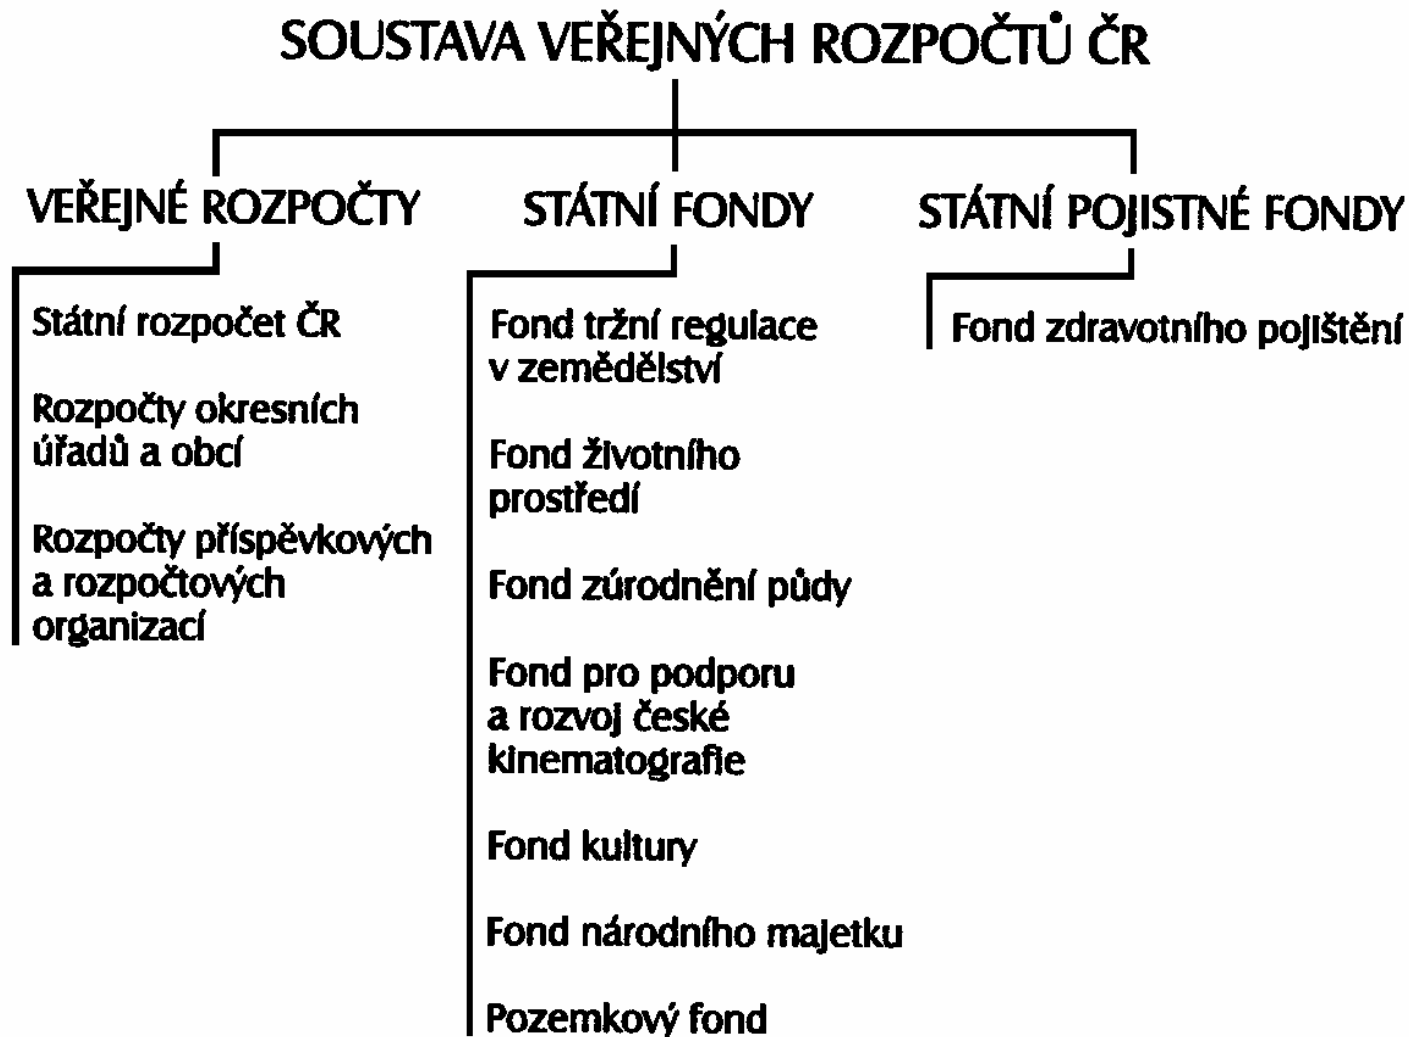 SOUSTAVA VEŘEJNÝCH ROZPOČTŮ ČR
VEŘEJNÉ ROZPOČTY
Státní rozpočet ČR
Rozpočty okresních
úřadů a obcí
Rozpočty příspěvkových
a rozpočtových
organizací
STÁTNÍ FONDY
Fond tržní regulace
v zemědělství
Fond životního
prostředí
Fond zúrodnění půdy
Fond pro podporu
a rozvoj české
kinematografie
Fond kultury
Fond národního majetku
Pozemkový fond
STÁTNÍ POJISTNÉ FONDY
Fond zdravotního pojištění